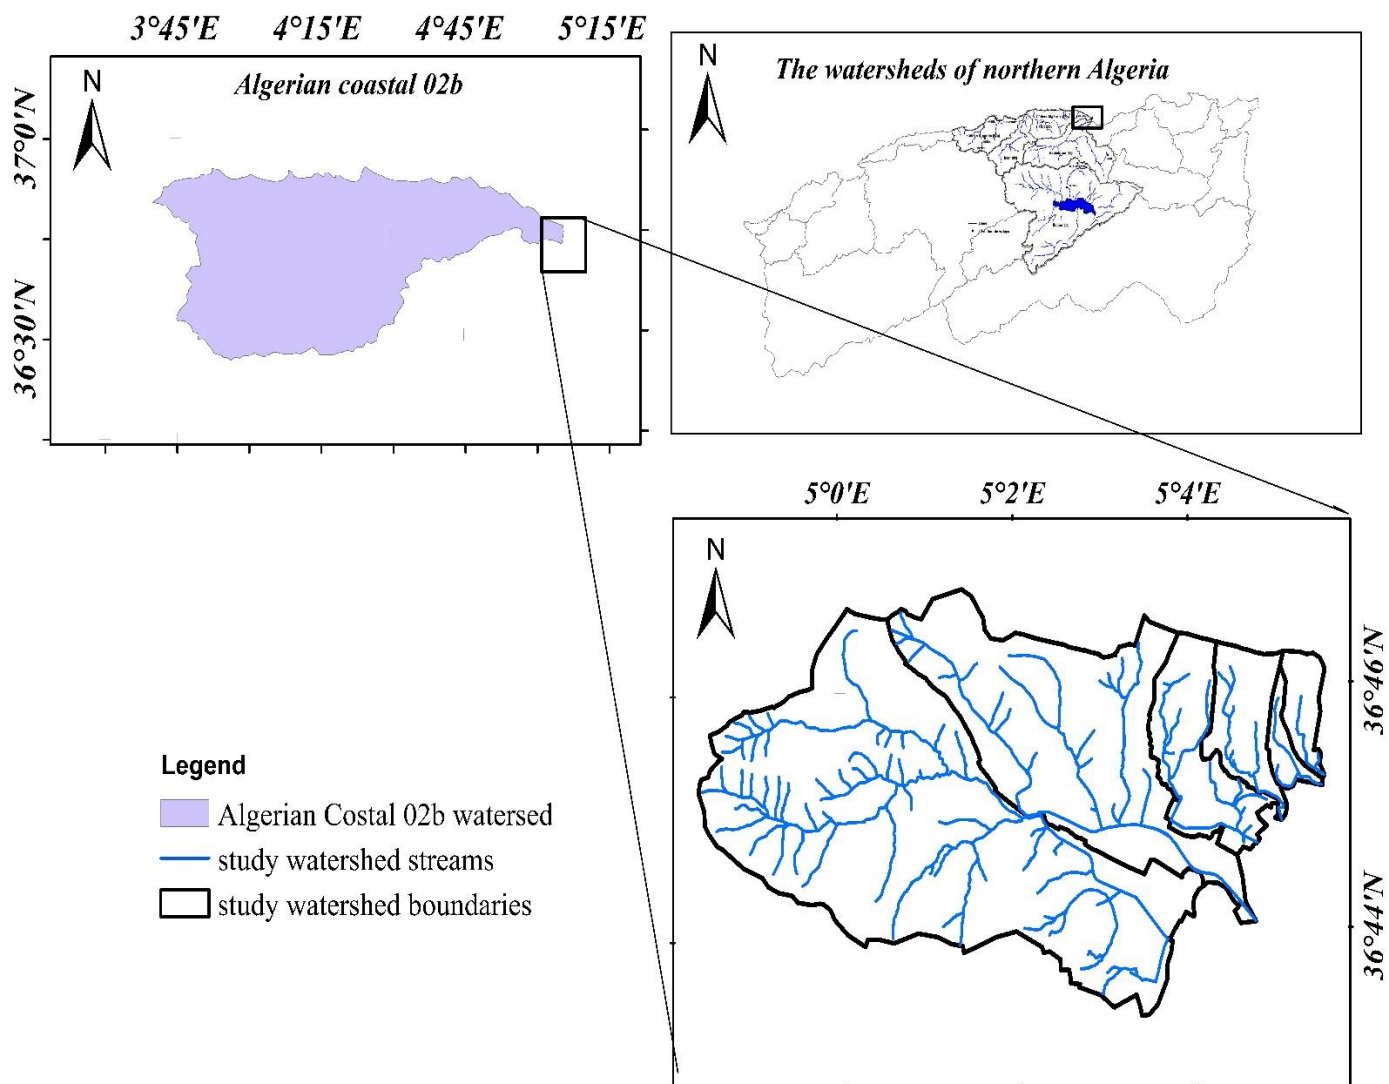 3°45'E 4°15'E 4°45'E 5°15'E
N
Algerian coastal 02b
37°0'N
36°30'N
N
The watersheds of northern Algeria
5°0'E 5°2'E 5°4'E
N
36°46'N
36°44'N
Legend
Algerian Costal 02b watersed
study watershed streams
study watershed boundaries